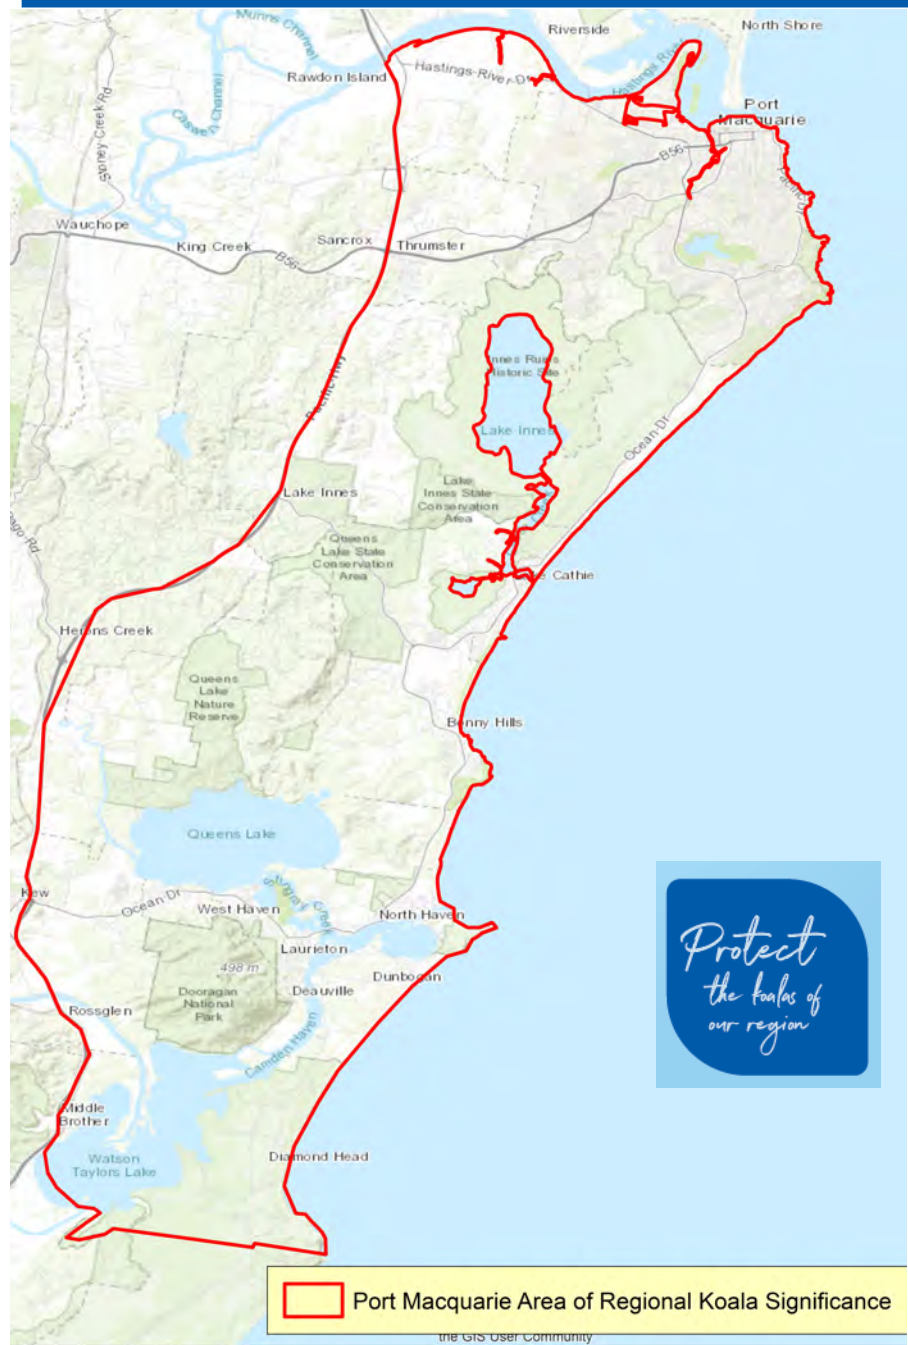 Munns Channel
Riverside
North Shore
Rawdon Island
Hastings River Dr
Hastings River
Port
Macquarie
Stoney Creek Rd
Caswell Channel
B56
Pacific Dr
Wauchope
King Creek
Sancrox
Thrumster
B56
Pacific Hwy
Innes Ruins
Historic Site
Lake Innes
Ocean Dr
Lake Innes
Lake
Innes State
Conservation
Area
Queens
Lake State
Conservation
Area
Cathie
Herons Creek
Queens
Lake
Nature
Reserve
Bonny Hills
Queens Lake
Kew
Ocean Dr
West Haven
Stingray Creek
North Haven
Laurieton
498 m
Dooragan
National
Park
Deauville
Dunbogan
Rossglen
Camden Haven
Middle
Brother
Watson
Taylors Lake
Diamond Head
Protect
the koalas of
our region
Port Macquarie Area of Regional Koala Significance
the GIS User Community